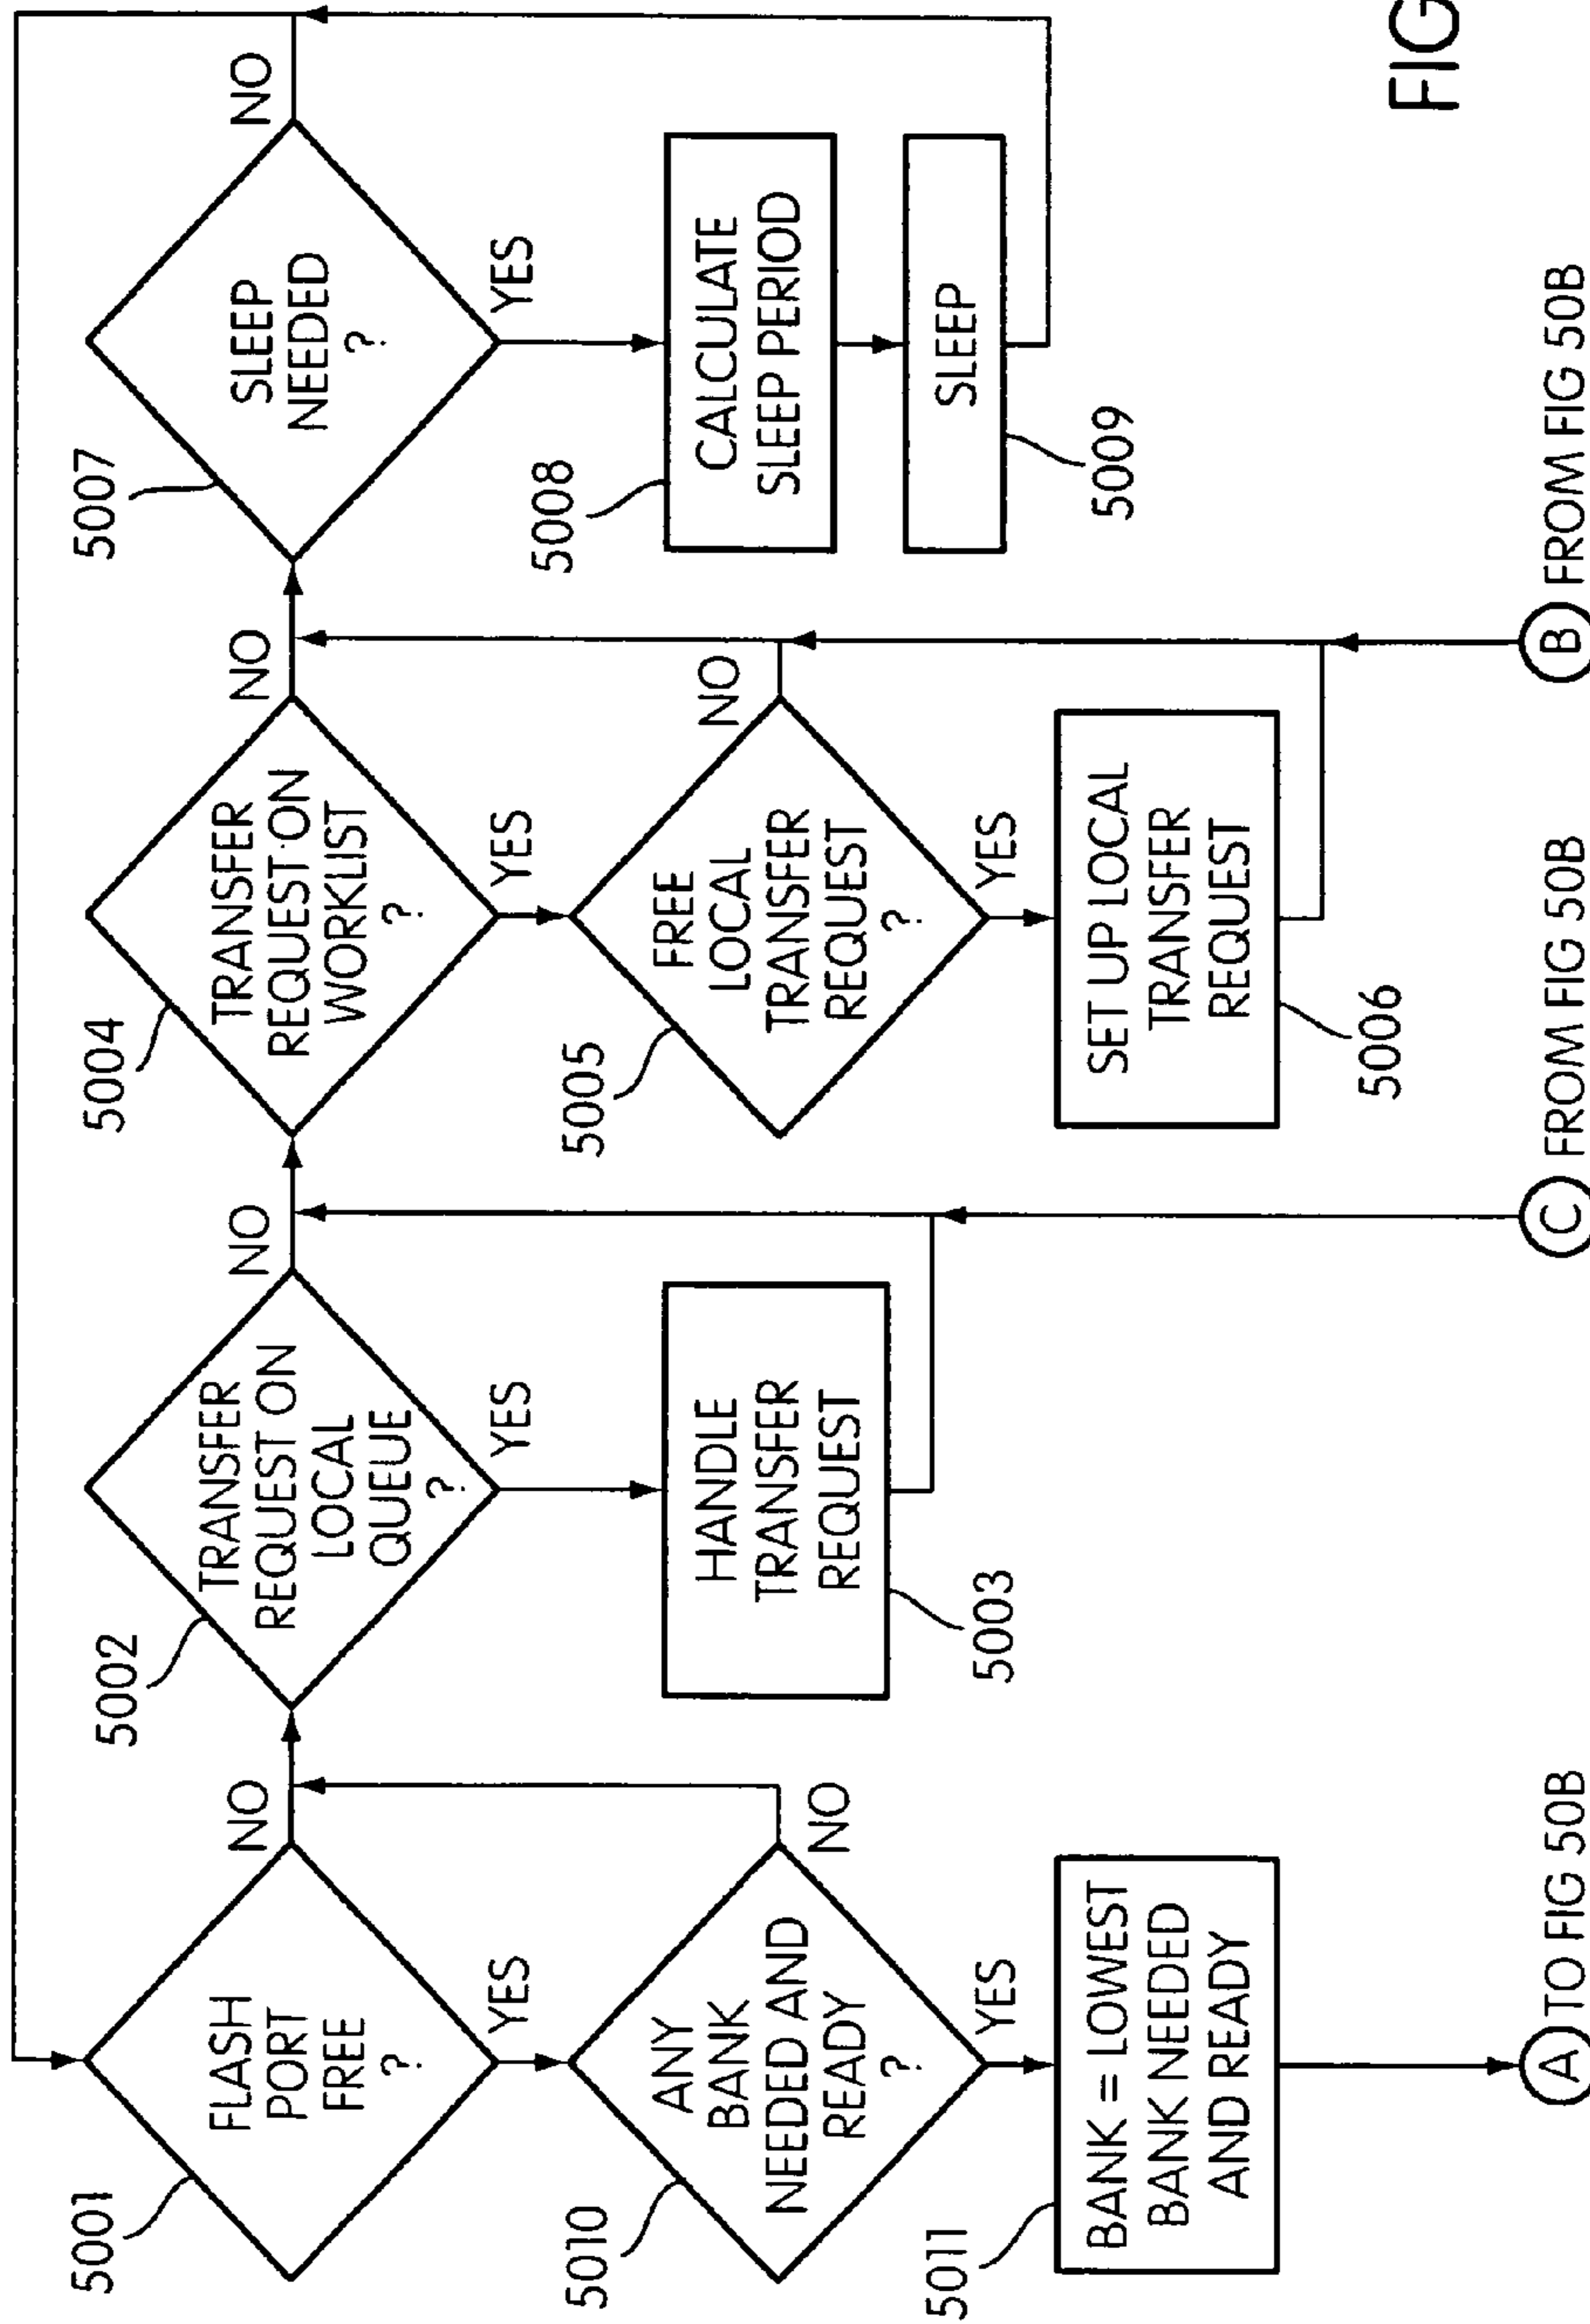 5001
FLASH
PORT
FREE
?
NO
YES
5010
ANY
BANK
NEEDED AND
READY
?
NO
YES
5011
BANK = LOWEST
BANK NEEDED
AND READY
A TO FIG 50B
5002
TRANSFER
REQUEST ON
LOCAL
QUEUE
?
NO
YES
HANDLE
TRANSFER
REQUEST
5003
C FROM FIG 50B
5004
TRANSFER
REQUEST ON
WORKLIST
?
NO
YES
5005
FREE
LOCAL
TRANSFER
REQUEST
?
NO
YES
SET UP LOCAL
TRANSFER
REQUEST
5006
B FROM FIG 50B
5007
SLEEP
NEEDED
?
NO
YES
5008
CALCULATE
SLEEP PERIOD
SLEEP
5009
FIG